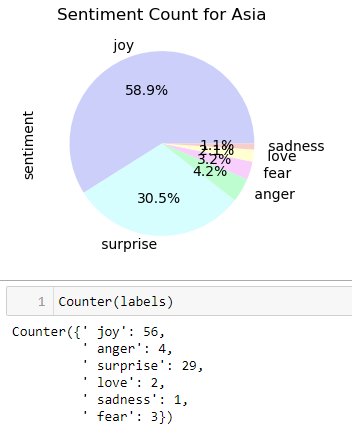 Sentiment Count for Asia
joy
58.9%
sentiment
1.1%
sadness
2.1%
love
3.2%
fear
4.2%
anger
30.5%
surprise
1 Counter(labels)
Counter({' joy': 56,
' anger': 4,
' surprise': 29,
' love': 2,
' sadness': 1,
' fear': 3})